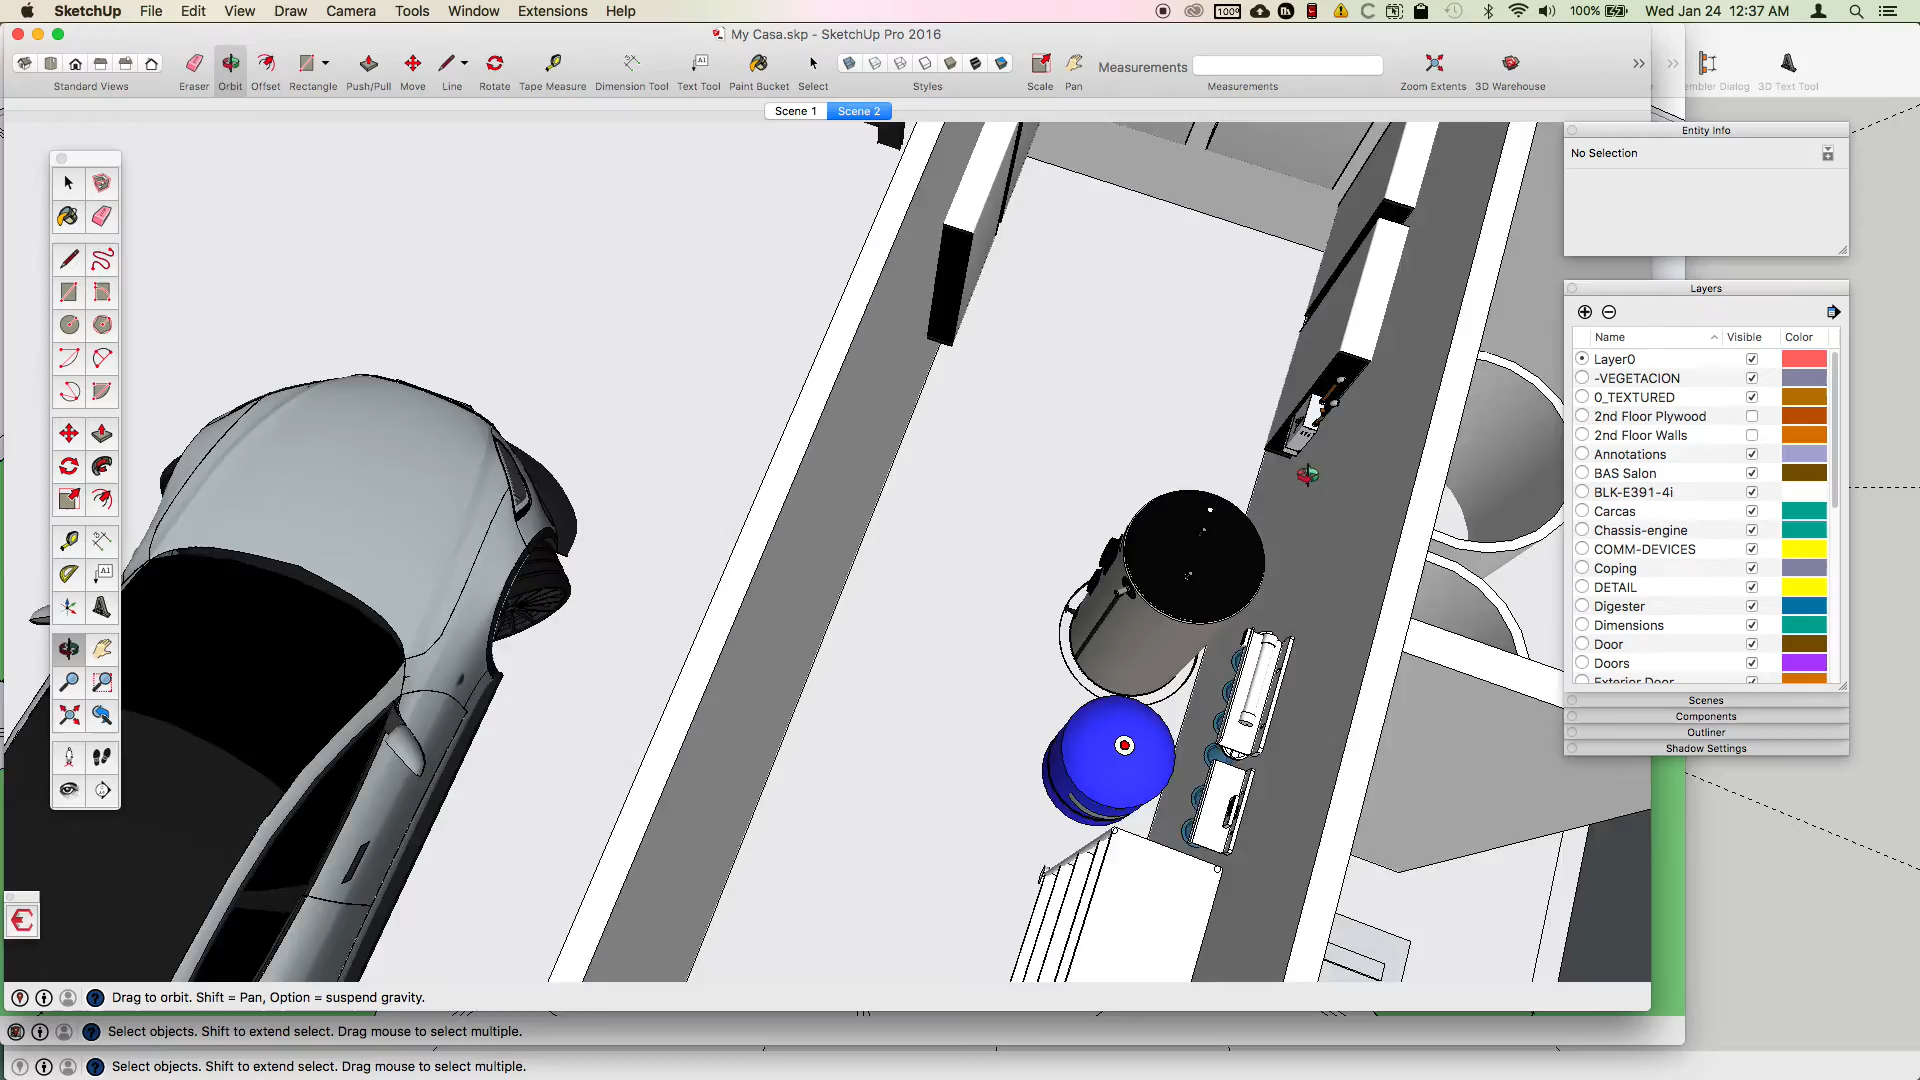 SketchUp File Edit View Draw Camera Tools Window Extensions Help
100% Wed Jan 24 12:37 AM
My Casa.skp - SketchUp Pro 2016
Measurements
Standard Views Eraser Orbit Offset Rectangle Push/Pull Move Line Rotate Tape Measure Dimension Tool Text Tool Paint Bucket Select Styles Scale Pan Measurements Zoom Extents 3D Warehouse
embler Dialog 3D Text Tool
Scene 1 Scene 2
Entity Info
No Selection
Layers
Name Visible Color
Layer0
-VEGETACION
0_TEXTURED
2nd Floor Plywood
2nd Floor Walls
Annotations
BAS Salon
BLK-E391-4i
Carcas
Chassis-engine
COMM-DEVICES
Coping
DETAIL
Digester
Dimensions
Door
Doors
Exterior Door
Scenes
Components
Outliner
Shadow Settings
Drag to orbit. Shift = Pan, Option = suspend gravity.
Select objects. Shift to extend select. Drag mouse to select multiple.
Select objects. Shift to extend select. Drag mouse to select multiple.